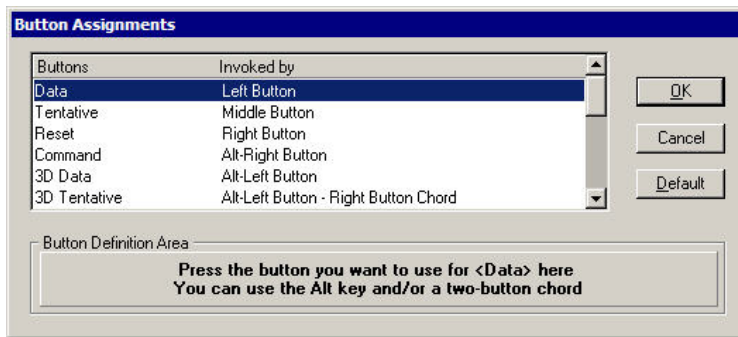 Button Assignments
Buttons Invoked by
Data Left Button
Tentative Middle Button
Reset Right Button
Command Alt-Right Button
3D Data Alt-Left Button
3D Tentative Alt-Left Button - Right Button Chord
OK
Cancel
Default
Button Definition Area
Press the button you want to use for <Data> here
You can use the Alt key and/or a two-button chord